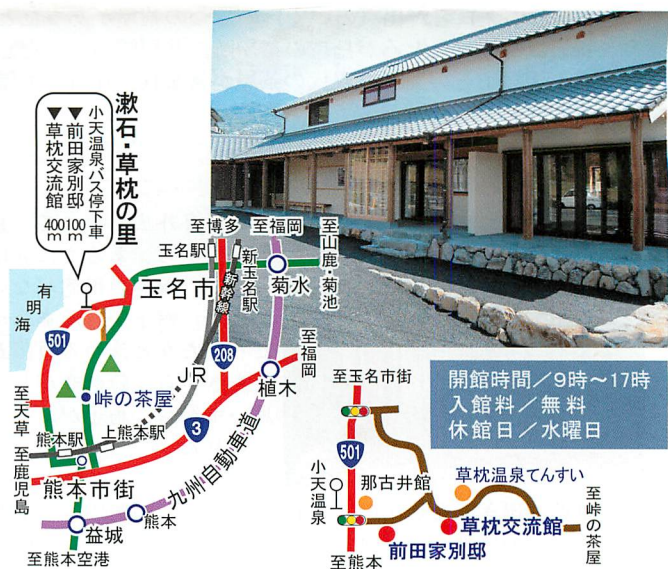 漱石・草枕の里
小天温泉バス停下車
▼前田家別邸 100m
▼草枕交流館 400m
至博多
至福岡
至山鹿・菊池
玉名駅
新玉名駅
新幹線
菊水
玉名市
有明海
501
208
至福岡
JR
植木
峠の茶屋
3
至天草
熊本駅
上熊本駅
至鹿児島
熊本市街
九州自動車道
熊本
益城
至熊本空港
開館時間／9時～17時
入館料／無料
休館日／水曜日
至玉名市街
501
小天温泉
那古井館
草枕温泉てんすい
草枕交流館
前田家別邸
至熊本
至峠の茶屋